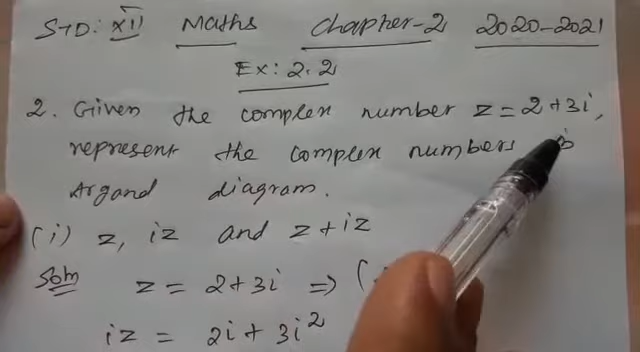 STD: XII Maths Chapter-2 2020-2021
Ex: 2.2
2. Given the complex number z = 2+3i,
represent the complex numbers
Argand diagram.
(i) z, iz and z+iz
Soln z = 2+3i => (
iz = 2i + 3i²